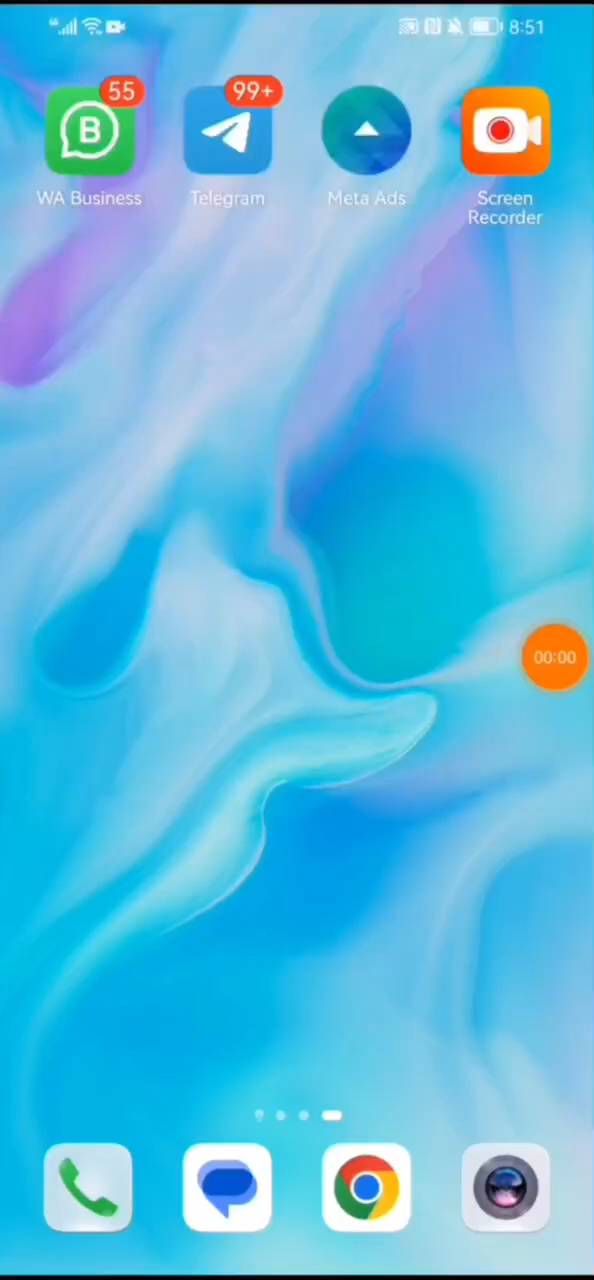 8:51
55
99+
B
WA Business
Telegram
Meta Ads
Screen
Recorder
00:00